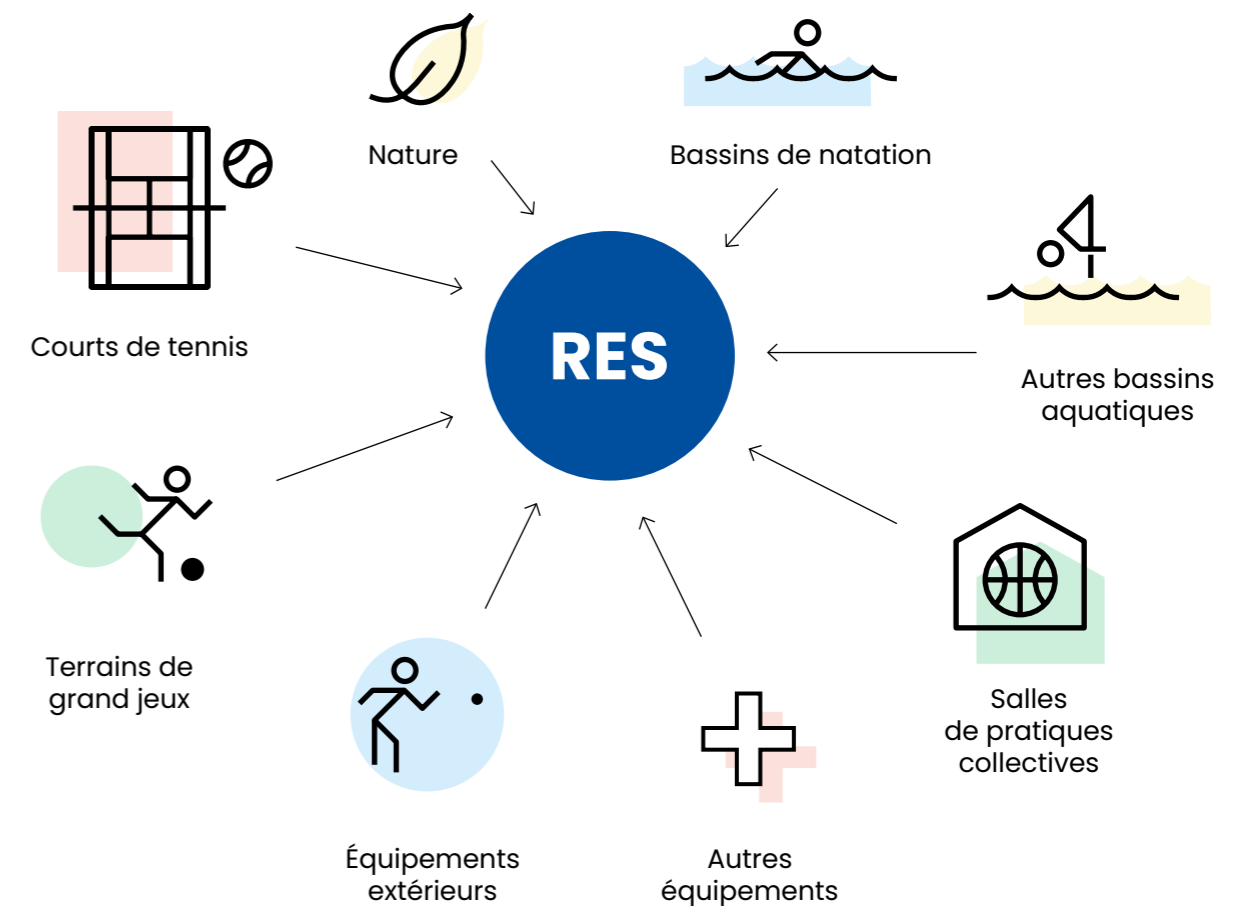 Nature
Bassins de natation
Courts de tennis
RES
Autres bassins
aquatiques
Terrains de
grand jeux
Salles
de pratiques
collectives
Équipements
extérieurs
Autres
équipements